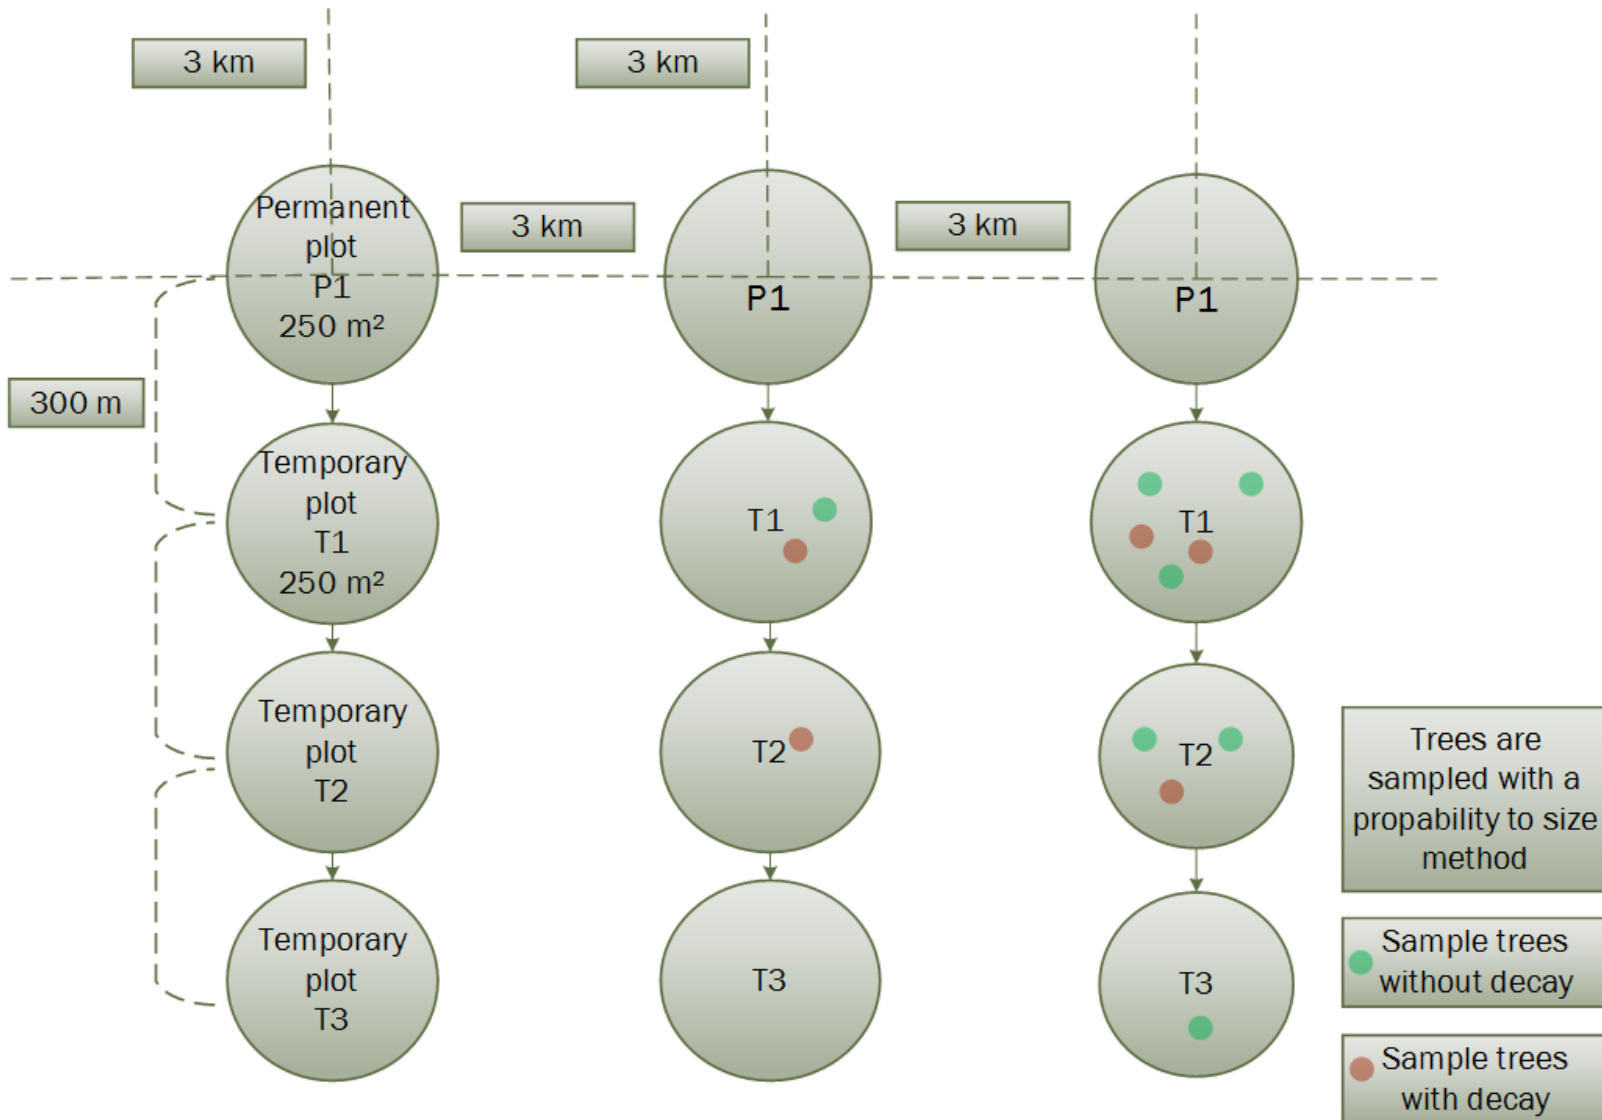 3 km
3 km
Permanent
plot
P1
250 m²
3 km
P1
3 km
P1
300 m
Temporary
plot
T1
250 m²
T1
T1
Temporary
plot
T2
T2
T2
Temporary
plot
T3
T3
T3
Trees are
sampled with a
propability to size
method
Sample trees
without decay
Sample trees
with decay